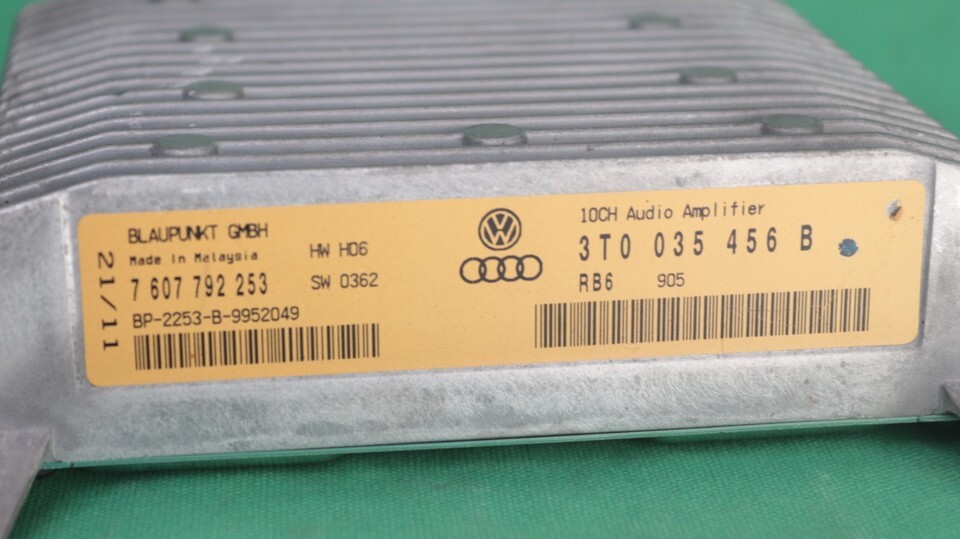 BLAUPUNKT GMBH
Made In Malaysia
7 607 792 253
BP-2253-B-9952049
HW H06
SW 0362
21/11
10CH Audio Amplifier
3T0 035 456 B
RB6 905